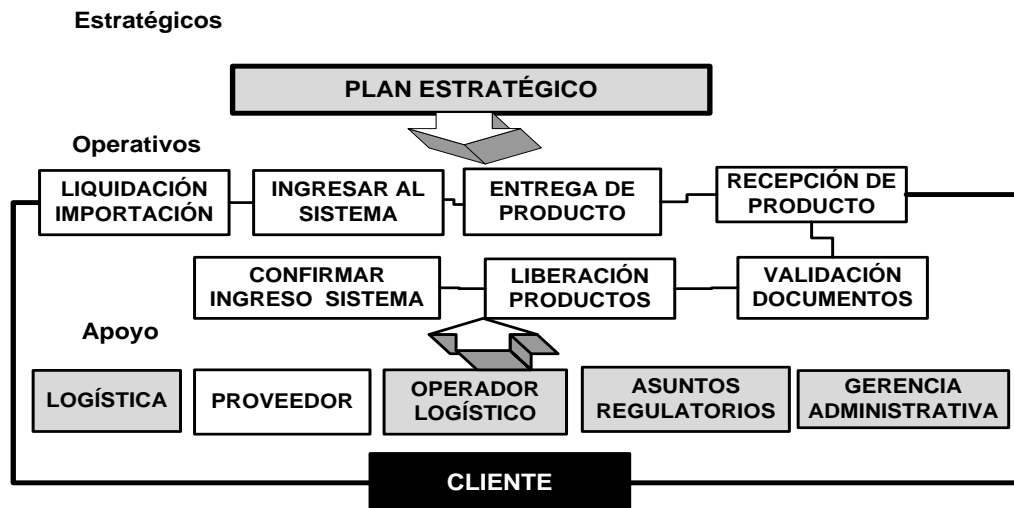 Estratégicos
PLAN ESTRATÉGICO
Operativos
LIQUIDACIÓN
IMPORTACIÓN
INGRESAR AL
SISTEMA
ENTREGA DE
PRODUCTO
RECEPCIÓN DE
PRODUCTO
CONFIRMAR
INGRESO SISTEMA
LIBERACIÓN
PRODUCTOS
VALIDACIÓN
DOCUMENTOS
Apoyo
LOGÍSTICA
PROVEEDOR
OPERADOR
LOGÍSTICO
ASUNTOS
REGULATORIOS
GERENCIA
ADMINISTRATIVA
CLIENTE